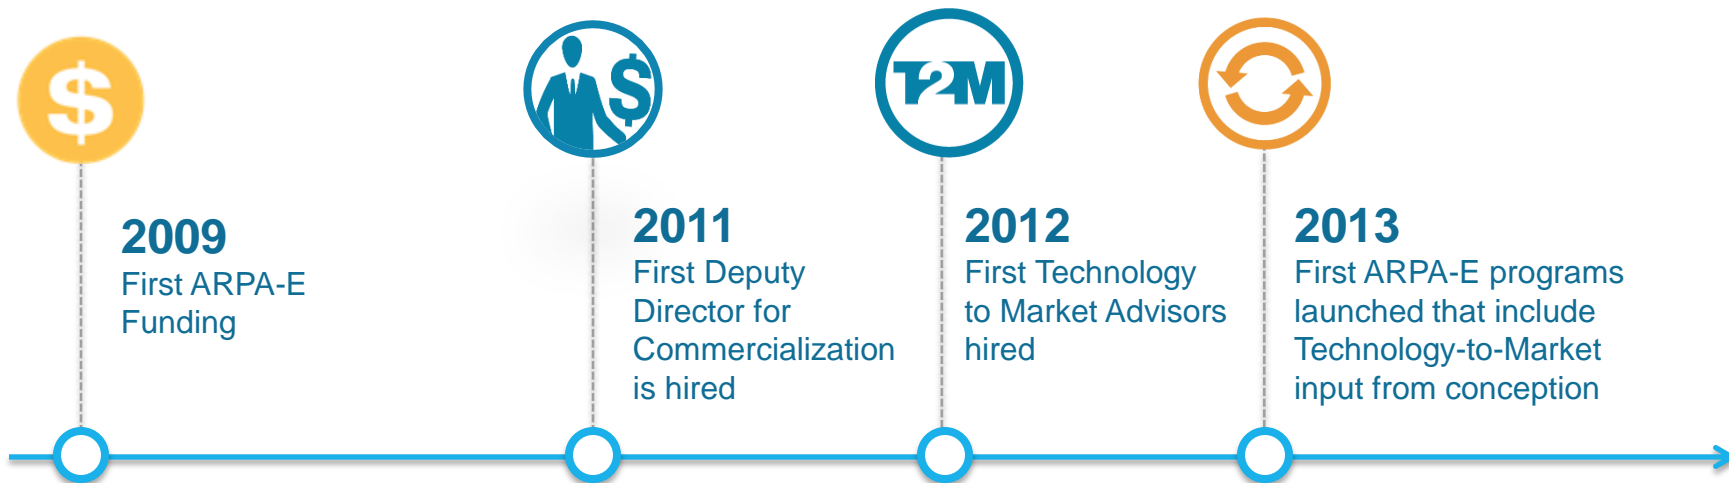 $
$
T2M
2009
First ARPA-E
Funding
2011
First Deputy
Director for
Commercialization
is hired
2012
First Technology
to Market Advisors
hired
2013
First ARPA-E programs
launched that include
Technology-to-Market
input from conception